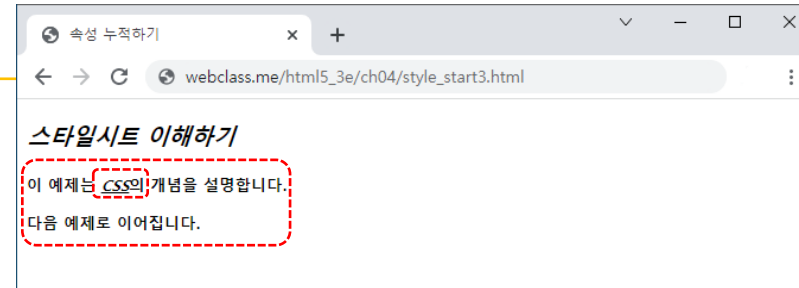 속성 누적하기
webclass.me/html5_3e/ch04/style_start3.html
스타일시트 이해하기
이 예제는 CSS의 개념을 설명합니다.
다음 예제로 이어집니다.